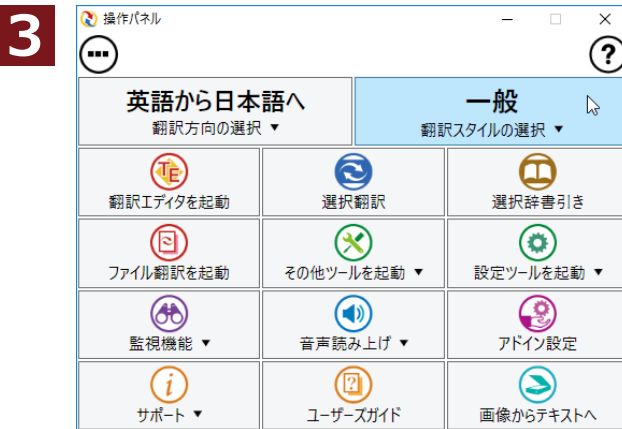 3
操作パネル
?
英語から日本語へ
翻訳方向の選択 ▼
一般
翻訳スタイルの選択 ▼
TE
翻訳エディタを起動
選択翻訳
選択辞書引き
ファイル翻訳を起動
その他ツールを起動 ▼
設定ツールを起動 ▼
監視機能 ▼
音声読み上げ ▼
アドイン設定
i
サポート ▼
?
ユーザーズガイド
画像からテキストへ